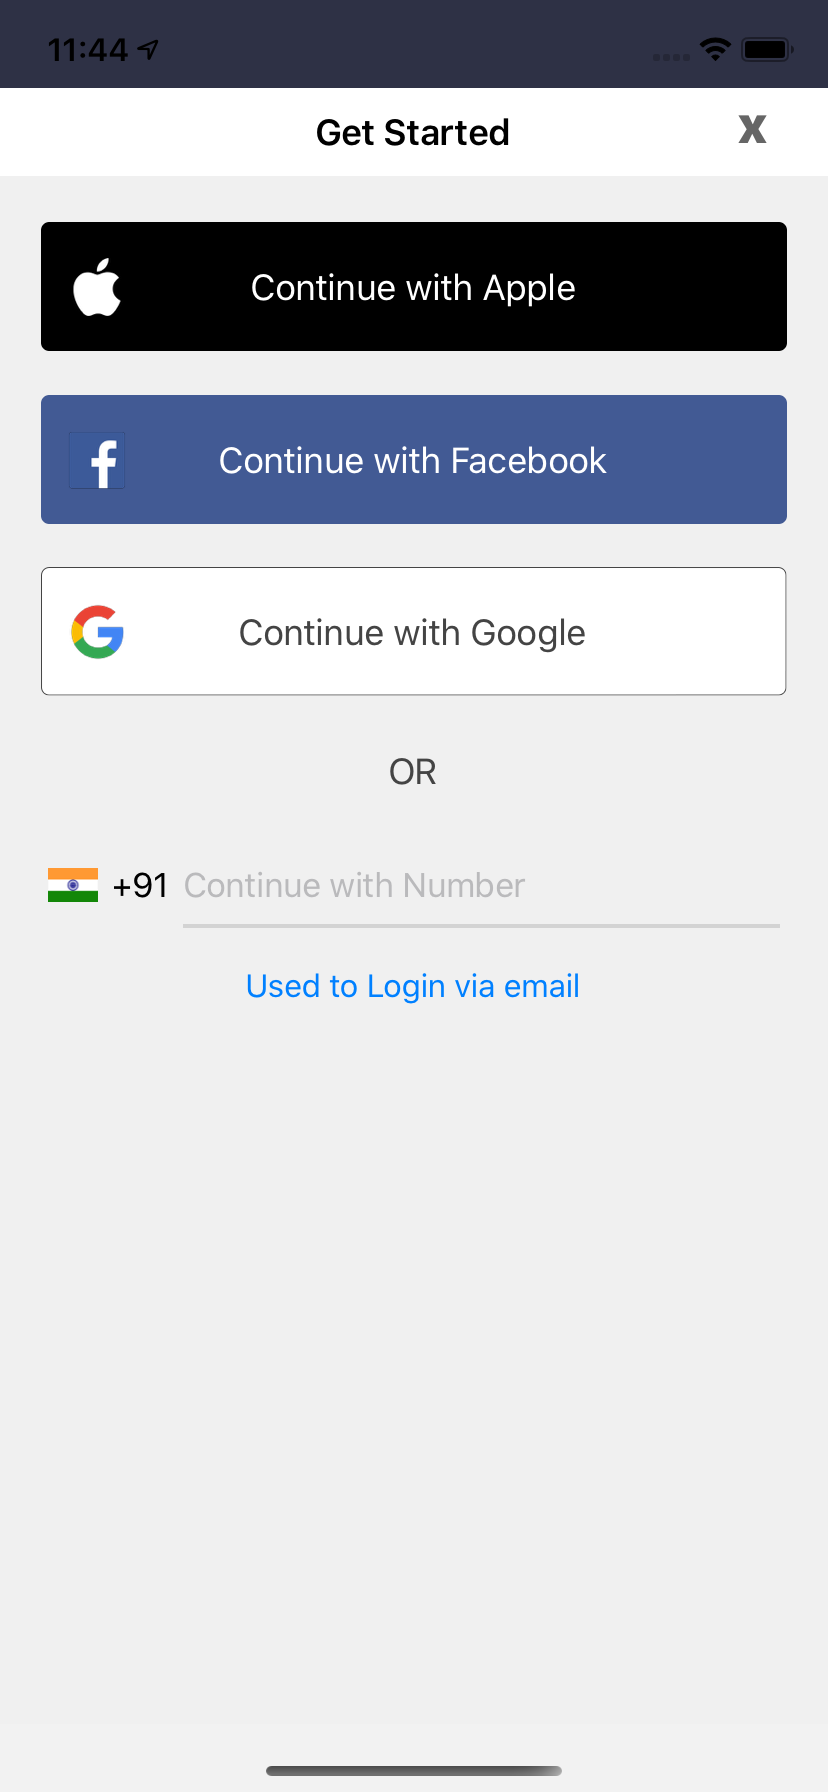 11:44
Get Started
X
Continue with Apple
Continue with Facebook
Continue with Google
OR
+91 Continue with Number
Used to Login via email